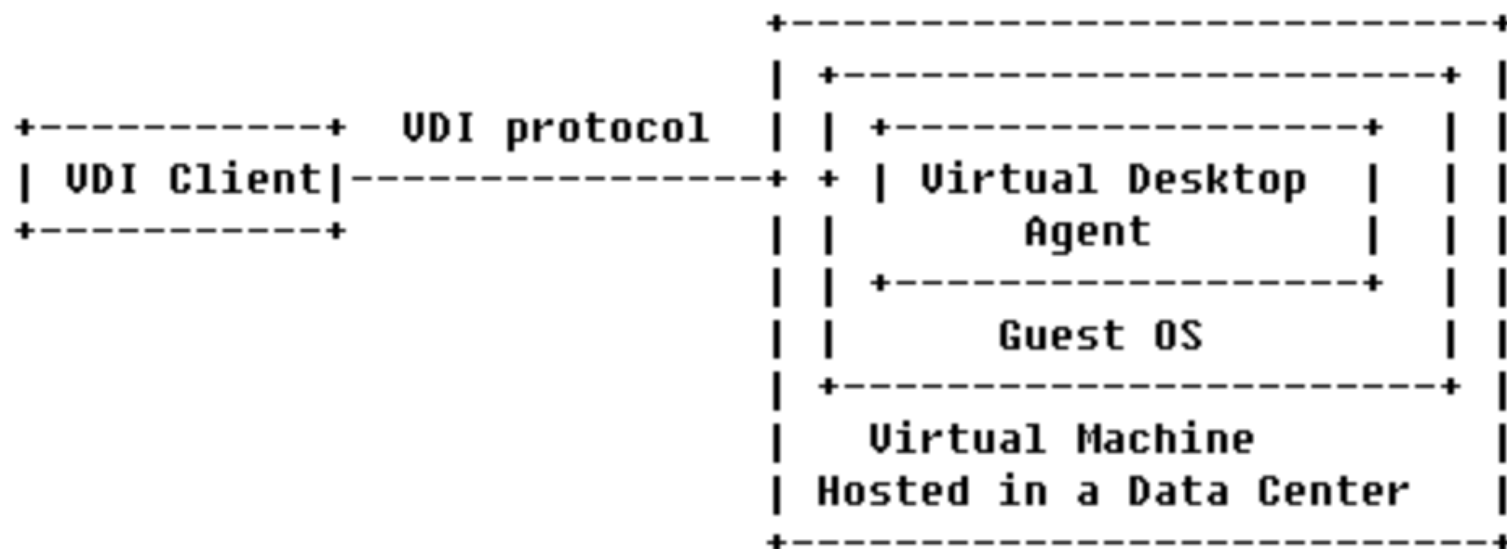 VDI protocol
VDI Client
Virtual Desktop
Agent
Guest OS
Virtual Machine
Hosted in a Data Center